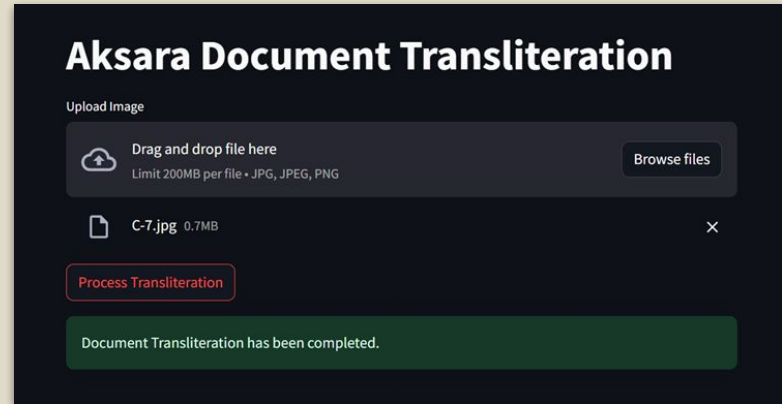 Aksara Document Transliteration
Upload Image
Drag and drop file here
Limit 200MB per file • JPG, JPEG, PNG
Browse files
C-7.jpg 0.7MB
Process Transliteration
Document Transliteration has been completed.